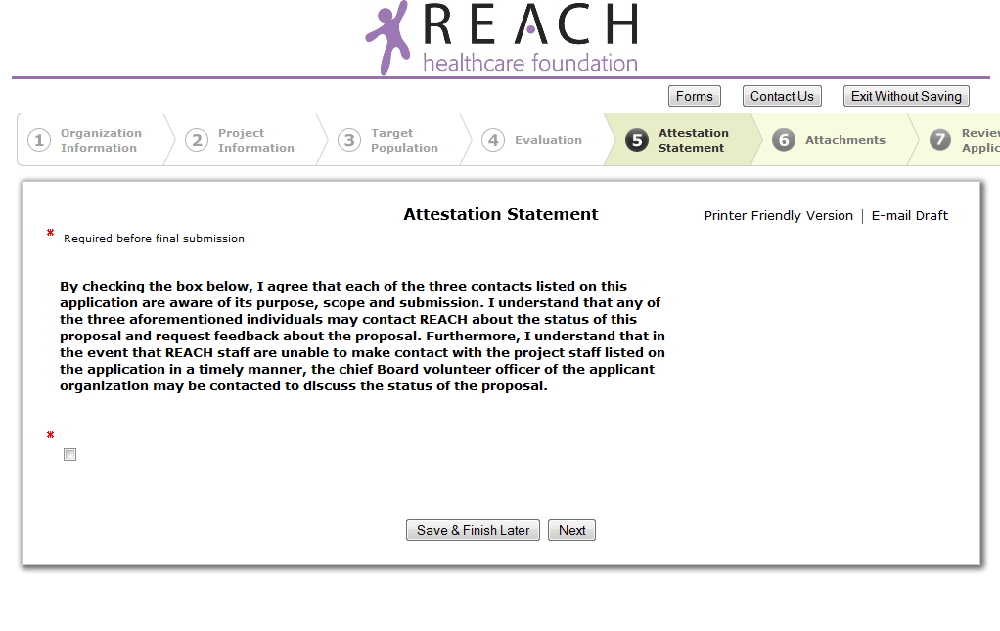 REACH
healthcare foundation
Forms
Contact Us
Exit Without Saving
1 Organization
Information
2 Project
Information
3 Target
Population
4 Evaluation
5 Attestation
Statement
6 Attachments
7 Revie
Applic
Attestation Statement
Printer Friendly Version | E-mail Draft
* Required before final submission
By checking the box below, I agree that each of the three contacts listed on this
application are aware of its purpose, scope and submission. I understand that any of
the three aforementioned individuals may contact REACH about the status of this
proposal and request feedback about the proposal. Furthermore, I understand that in
the event that REACH staff are unable to make contact with the project staff listed on
the application in a timely manner, the chief Board volunteer officer of the applicant
organization may be contacted to discuss the status of the proposal.
*
Save & Finish Later
Next